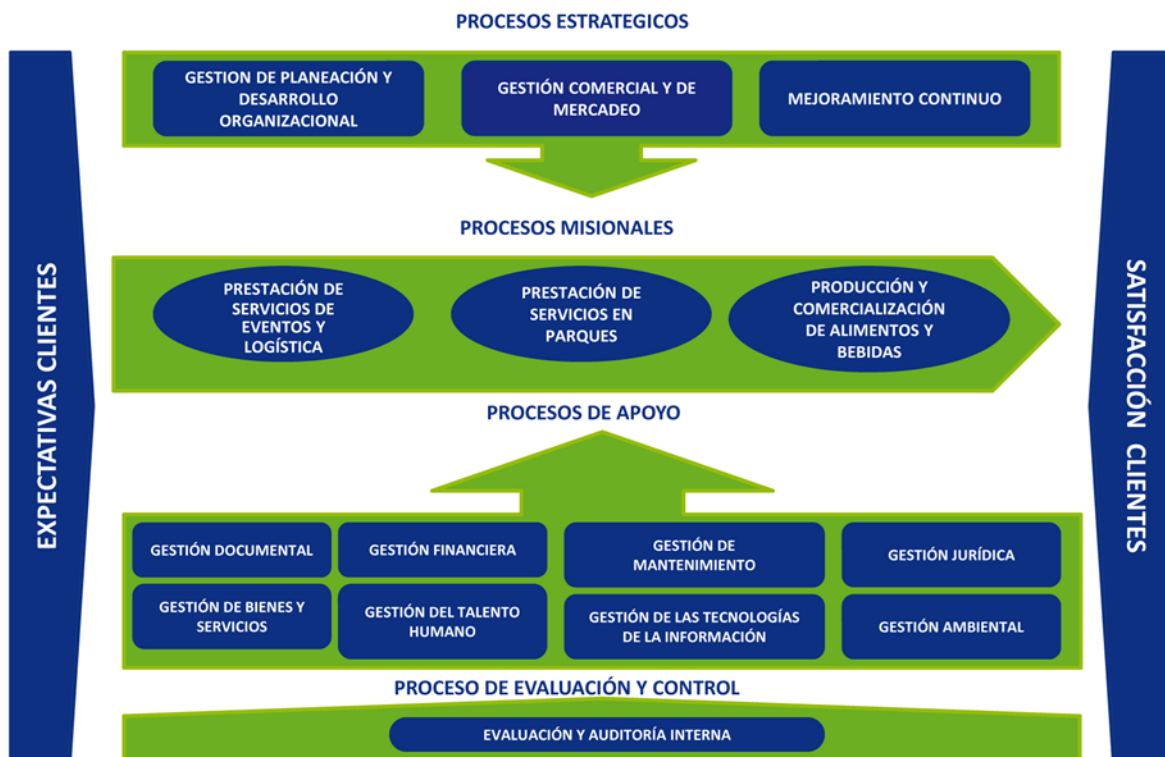 PROCESOS ESTRATEGICOS
GESTION DE PLANEACIÓN Y
DESARROLLO
ORGANIZACIONAL
GESTIÓN COMERCIAL Y DE
MERCADEO
MEJORAMIENTO CONTINUO
EXPECTATIVAS CLIENTES
PROCESOS MISIONALES
PRESTACIÓN DE
SERVICIOS DE
EVENTOS Y
LOGÍSTICA
PRESTACIÓN DE
SERVICIOS EN
PARQUES
PRODUCCIÓN Y
COMERCIALIZACIÓN
DE ALIMENTOS Y
BEBIDAS
SATISFACCIÓN CLIENTES
PROCESOS DE APOYO
GESTIÓN DOCUMENTAL
GESTIÓN FINANCIERA
GESTIÓN DE
MANTENIMIENTO
GESTIÓN JURÍDICA
GESTIÓN DE BIENES Y
SERVICIOS
GESTIÓN DEL TALENTO
HUMANO
GESTIÓN DE LAS TECNOLOGÍAS
DE LA INFORMACIÓN
GESTIÓN AMBIENTAL
PROCESO DE EVALUACIÓN Y CONTROL
EVALUACIÓN Y AUDITORÍA INTERNA